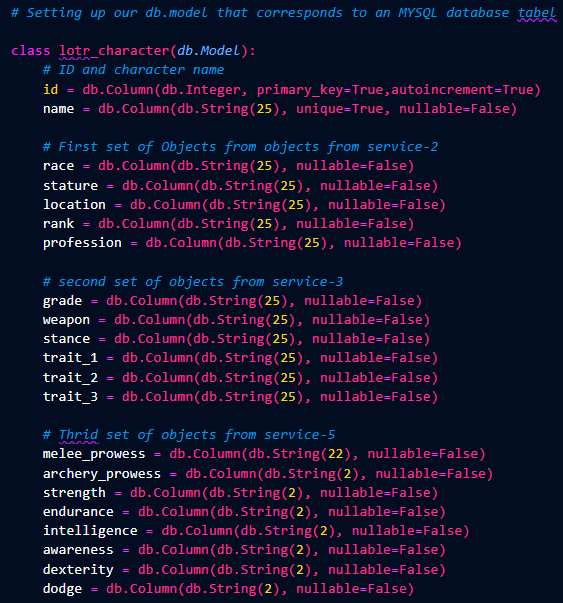 # Setting up our db.model that corresponds to an MYSQL database tabel
class lotr_character(db.Model):
# ID and character name
id = db.Column(db.Integer, primary_key=True,autoincrement=True)
name = db.Column(db.String(25), unique=True, nullable=False)
# First set of Objects from objects from service-2
race = db.Column(db.String(25), nullable=False)
stature = db.Column(db.String(25), nullable=False)
location = db.Column(db.String(25), nullable=False)
rank = db.Column(db.String(25), nullable=False)
profession = db.Column(db.String(25), nullable=False)
# second set of objects from service-3
grade = db.Column(db.String(25), nullable=False)
weapon = db.Column(db.String(25), nullable=False)
stance = db.Column(db.String(25), nullable=False)
trait_1 = db.Column(db.String(25), nullable=False)
trait_2 = db.Column(db.String(25), nullable=False)
trait_3 = db.Column(db.String(25), nullable=False)
# Thrid set of objects from service-5
melee_prowess = db.Column(db.String(22), nullable=False)
archery_prowess = db.Column(db.String(2), nullable=False)
strength = db.Column(db.String(2), nullable=False)
endurance = db.Column(db.String(2), nullable=False)
intelligence = db.Column(db.String(2), nullable=False)
awareness = db.Column(db.String(2), nullable=False)
dexterity = db.Column(db.String(2), nullable=False)
dodge = db.Column(db.String(2), nullable=False)